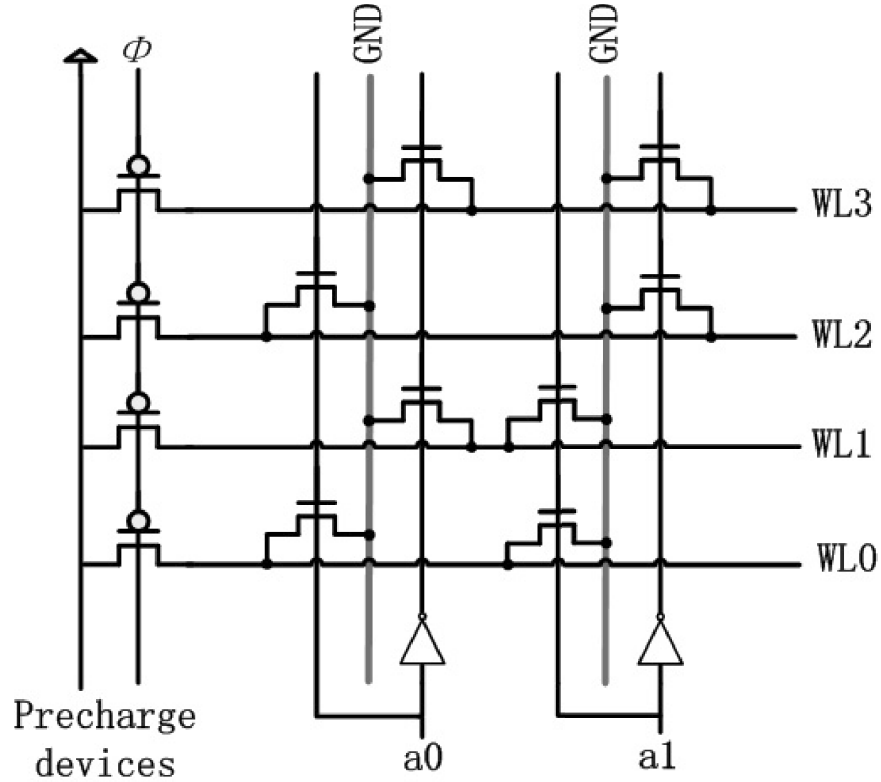 Φ
GND
GND
WL3
WL2
WL1
WL0
Precharge
devices
a0
a1